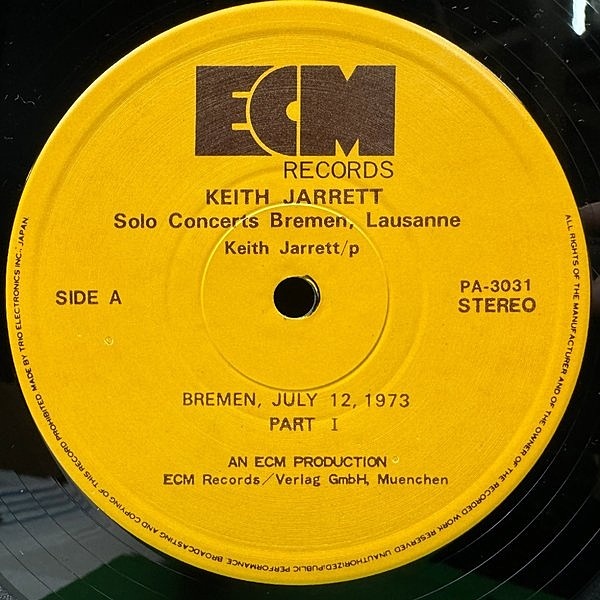 ECM
RECORDS
KEITH JARRETT
Solo Concerts Bremen, Lausanne
Keith Jarrett/p
SIDE A
PA-3031
STEREO
BREMEN, JULY 12, 1973
PART I
AN ECM PRODUCTION
ECM Records/Verlag GmbH, Muenchen
ALL RIGHTS OF THE MANUFACTURER AND OF THE OWNER OF THE RECORDED WORK RESERVED UNAUTHORIZED.PUBLIC PERFORMANCE BROADCASTING AND COPYING OF THIS RECORD PROHIBITED MADE BY TRIO ELECTRONICS INC., JAPAN